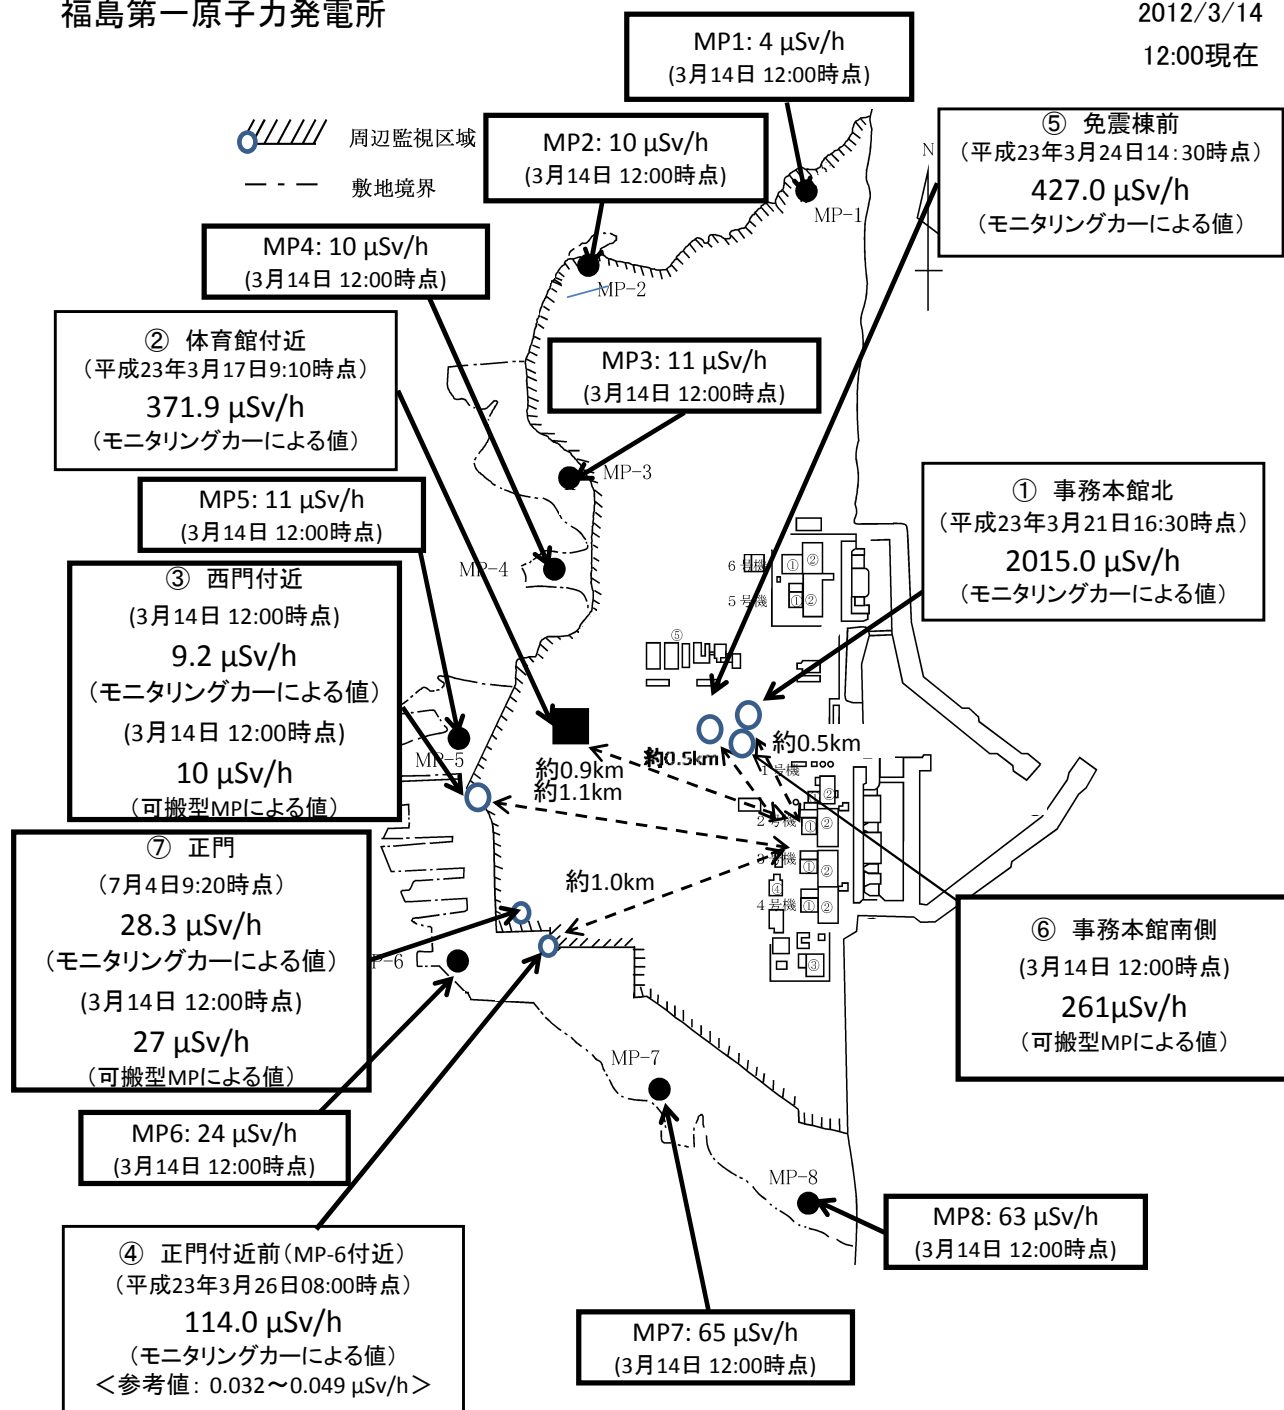 福島第一原子力発電所
2012/3/14
12:00現在
MP1: 4 μSv/h
(3月14日 12:00時点)
周辺監視区域
敷地境界
MP2: 10 μSv/h
(3月14日 12:00時点)
⑤ 免震棟前
（平成23年3月24日14:30時点）
427.0 μSv/h
（モニタリングカーによる値）
N
MP-1
MP4: 10 μSv/h
(3月14日 12:00時点)
MP-2
② 体育館付近
（平成23年3月17日9:10時点）
371.9 μSv/h
（モニタリングカーによる値）
MP3: 11 μSv/h
(3月14日 12:00時点)
MP-3
① 事務本館北
（平成23年3月21日16:30時点）
2015.0 μSv/h
（モニタリングカーによる値）
MP5: 11 μSv/h
(3月14日 12:00時点)
MP-4
6号機
①
②
5号機
①
②
③ 西門付近
(3月14日 12:00時点)
9.2 μSv/h
（モニタリングカーによる値）
(3月14日 12:00時点)
10 μSv/h
（可搬型MPによる値）
⑤
MP-5
約0.9km
約1.1km
約0.5km
約0.5km
1号機
①
②
2号機
①
②
3号機
①
②
④
4号機
①
②
③
約1.0km
⑦ 正門
（7月4日9:20時点）
28.3 μSv/h
（モニタリングカーによる値）
(3月14日 12:00時点)
27 μSv/h
（可搬型MPによる値）
P-6
⑥ 事務本館南側
(3月14日 12:00時点)
261μSv/h
（可搬型MPによる値）
MP-7
MP6: 24 μSv/h
(3月14日 12:00時点)
MP-8
MP8: 63 μSv/h
(3月14日 12:00時点)
④ 正門付近前（MP-6付近）
（平成23年3月26日08:00時点）
114.0 μSv/h
（モニタリングカーによる値）
＜参考値：0.032～0.049 μSv/h＞
MP7: 65 μSv/h
(3月14日 12:00時点)